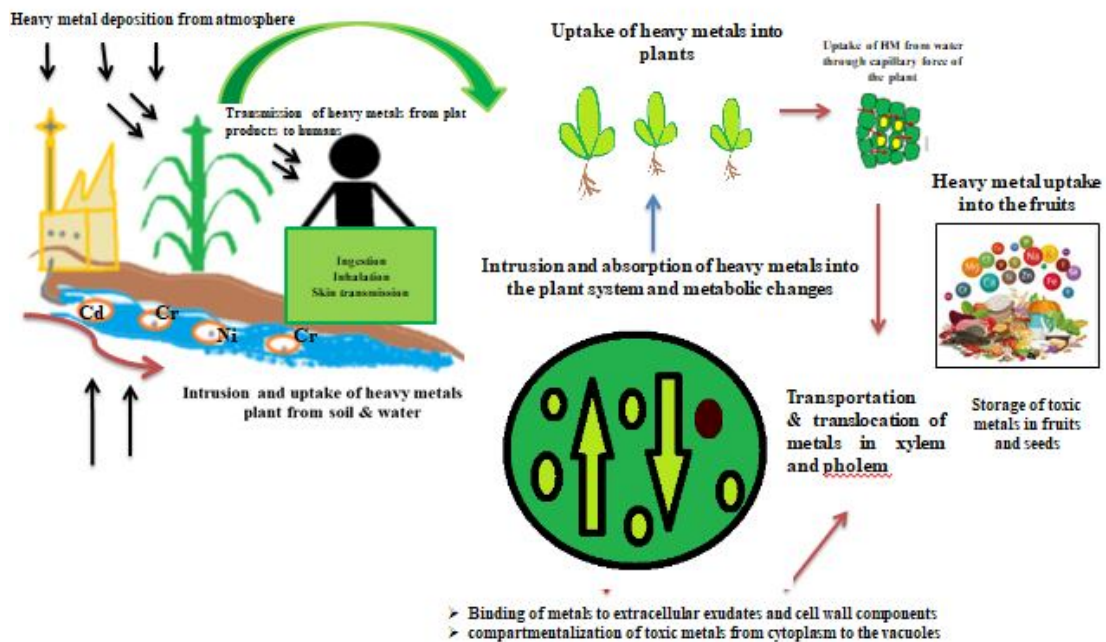 Heavy metal deposition from atmosphere
Transmission of heavy metals from plat
products to humans
Ingestion
Inhalation
Skin transmission
Cd
Cr
Ni
Cr
Intrusion and uptake of heavy metals
plant from soil & water
Uptake of heavy metals into
plants
Uptake of HM from water
through capillary force of
the plant
Heavy metal uptake
into the fruits
Intrusion and absorption of heavy metals into
the plant system and metabolic changes
Mg
Na
Ca
Zn
Fe
Transportation
& translocation of
metals in xylem
and pholem
Storage of toxic
metals in fruits
and seeds
➤ Binding of metals to extracellular exudates and cell wall components
➤ compartmentalization of toxic metals from cytoplasm to the vacuoles